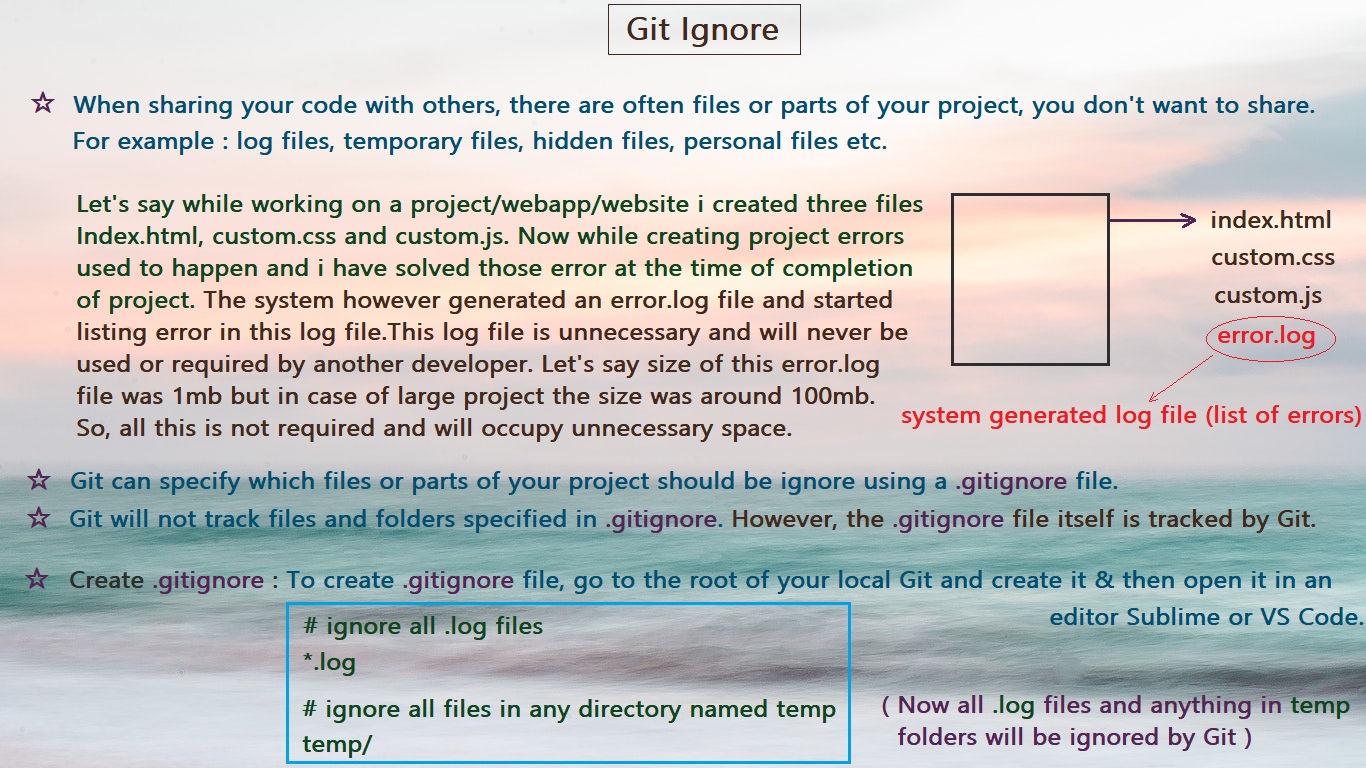 Git Ignore
☆ When sharing your code with others, there are often files or parts of your project, you don't want to share.
For example : log files, temporary files, hidden files, personal files etc.
Let's say while working on a project/webapp/website i created three files
Index.html, custom.css and custom.js. Now while creating project errors
used to happen and i have solved those error at the time of completion
of project. The system however generated an error.log file and started
listing error in this log file.This log file is unnecessary and will never be
used or required by another developer. Let's say size of this error.log
file was 1mb but in case of large project the size was around 100mb.
So, all this is not required and will occupy unnecessary space.
index.html
custom.css
custom.js
error.log
system generated log file (list of errors)
☆ Git can specify which files or parts of your project should be ignore using a .gitignore file.
☆ Git will not track files and folders specified in .gitignore. However, the .gitignore file itself is tracked by Git.
☆ Create .gitignore : To create .gitignore file, go to the root of your local Git and create it & then open it in an
editor Sublime or VS Code.
# ignore all .log files
*.log
# ignore all files in any directory named temp
temp/
( Now all .log files and anything in temp
folders will be ignored by Git )